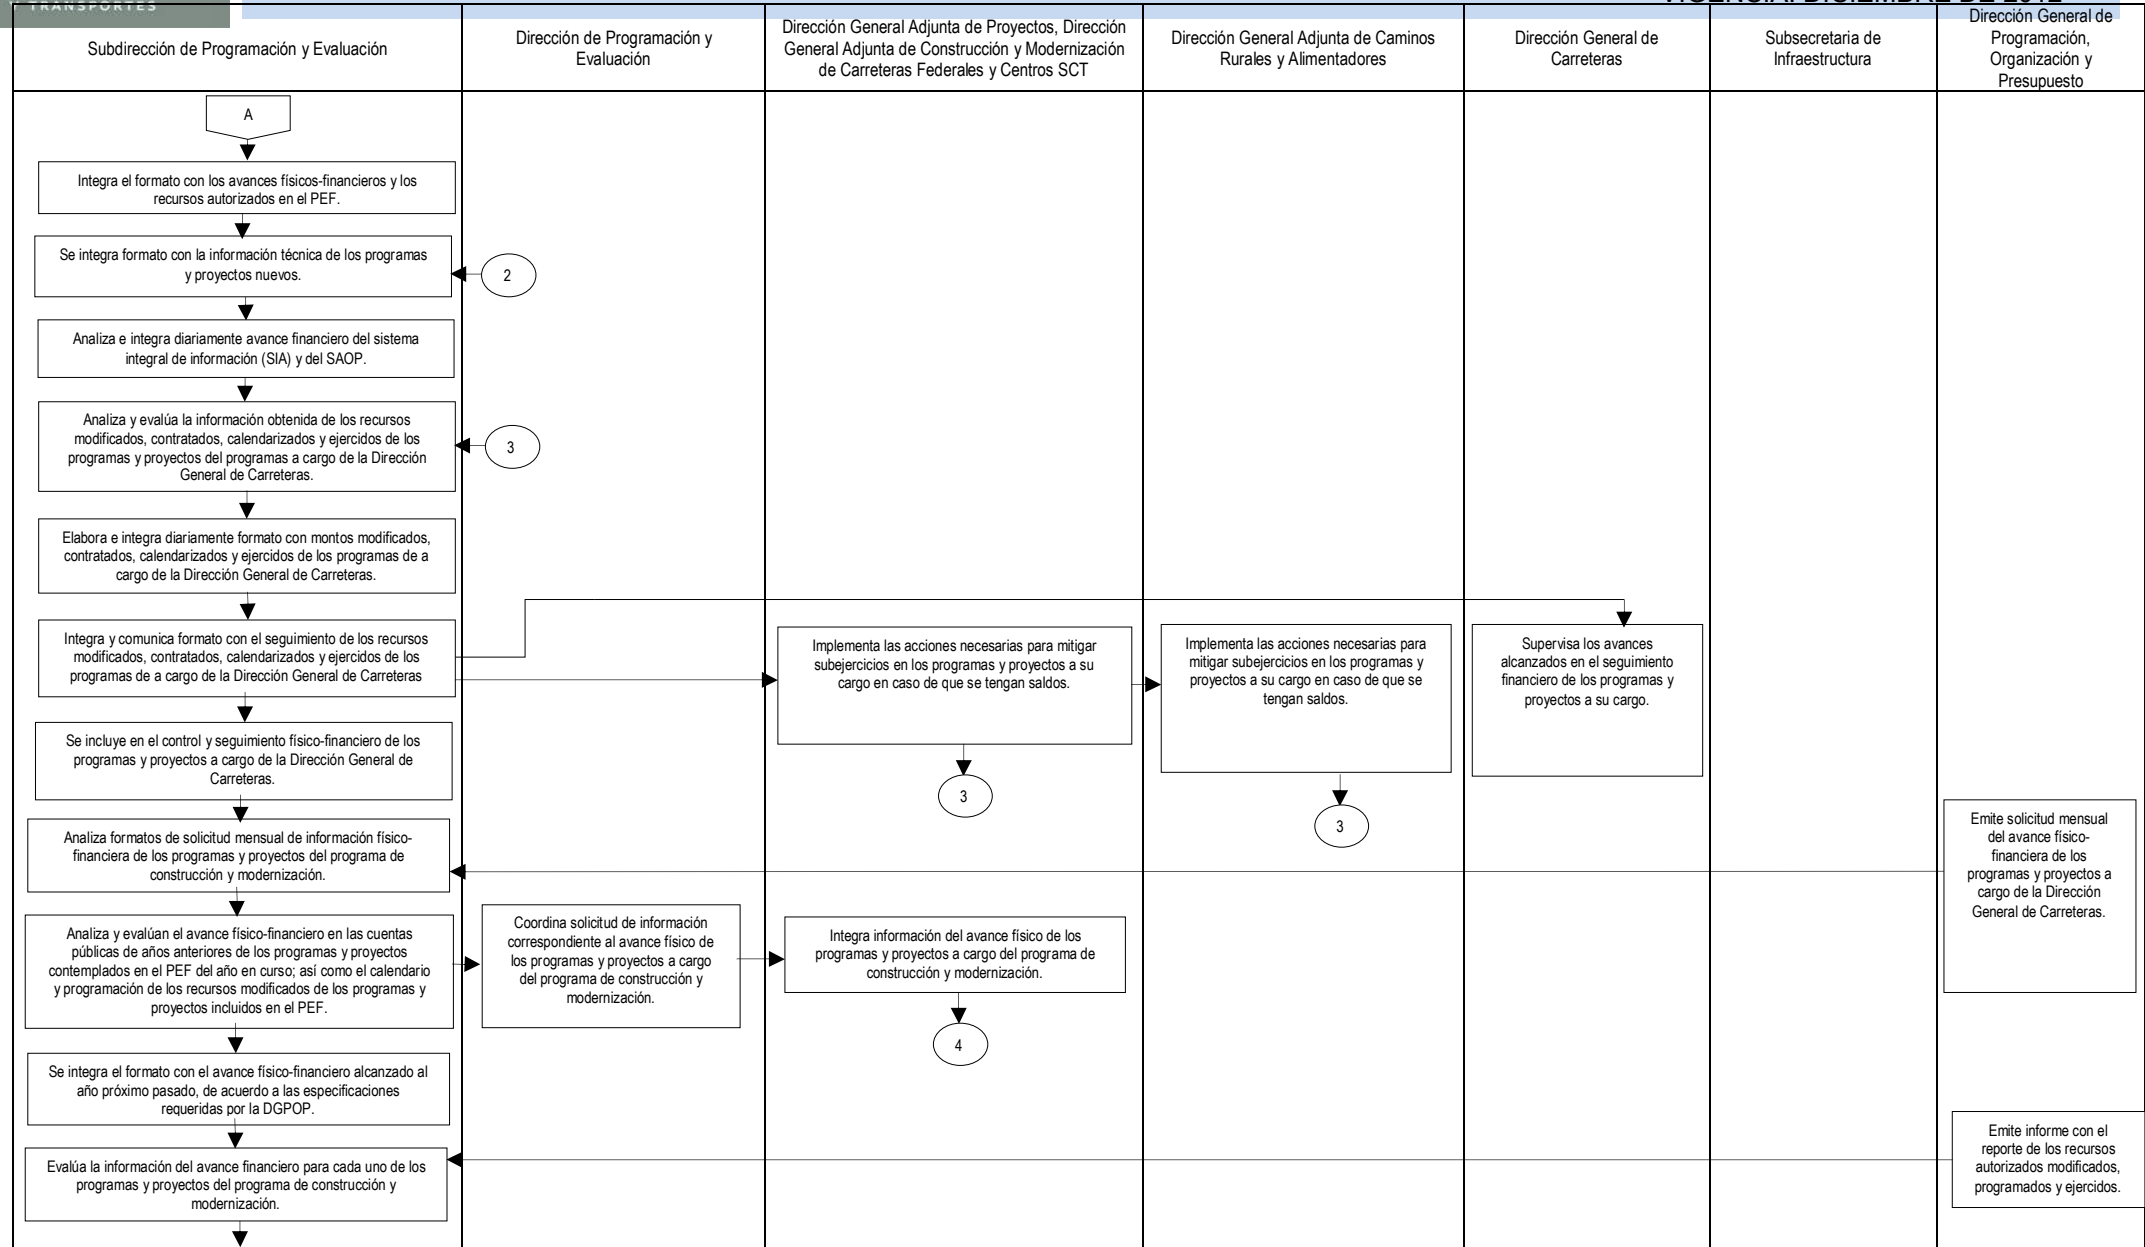 Y TRANSPORTES
VIGENCIA: DICIEMBRE DE 2012
Subdirección de Programación y Evaluación
Dirección de Programación y
Evaluación
Dirección General Adjunta de Proyectos, Dirección
General Adjunta de Construcción y Modernización
de Carreteras Federales y Centros SCT
Dirección General Adjunta de Caminos
Rurales y Alimentadores
Dirección General de
Carreteras
Subsecretaria de
Infraestructura
Dirección General de
Programación,
Organización y
Presupuesto
A
Integra el formato con los avances físicos-financieros y los
recursos autorizados en el PEF.
Se integra formato con la información técnica de los programas
y proyectos nuevos.
2
Analiza e integra diariamente avance financiero del sistema
integral de información (SIA) y del SAOP.
Analiza y evalúa la información obtenida de los recursos
modificados, contratados, calendarizados y ejercidos de los
programas y proyectos del programas a cargo de la Dirección
General de Carreteras.
3
Elabora e integra diariamente formato con montos modificados,
contratados, calendarizados y ejercidos de los programas de a
cargo de la Dirección General de Carreteras.
Integra y comunica formato con el seguimiento de los recursos
modificados, contratados, calendarizados y ejercidos de los
programas de a cargo de la Dirección General de Carreteras
Implementa las acciones necesarias para mitigar
subejercicios en los programas y proyectos a su
cargo en caso de que se tengan saldos.
3
Implementa las acciones necesarias para
mitigar subejercicios en los programas y
proyectos a su cargo en caso de que se
tengan saldos.
3
Supervisa los avances
alcanzados en el seguimiento
financiero de los programas y
proyectos a su cargo.
Se incluye en el control y seguimiento físico-financiero de los
programas y proyectos a cargo de la Dirección General de
Carreteras.
Analiza formatos de solicitud mensual de información físico-
financiera de los programas y proyectos del programa de
construcción y modernización.
Emite solicitud mensual
del avance físico-
financiera de los
programas y proyectos a
cargo de la Dirección
General de Carreteras.
Analiza y evalúan el avance físico-financiero en las cuentas
públicas de años anteriores de los programas y proyectos
contemplados en el PEF del año en curso; así como el calendario
y programación de los recursos modificados de los programas y
proyectos incluidos en el PEF.
Coordina solicitud de información
correspondiente al avance físico de
los programas y proyectos a cargo
del programa de construcción y
modernización.
Integra información del avance físico de los
programas y proyectos a cargo del programa de
construcción y modernización.
4
Se integra el formato con el avance físico-financiero alcanzado al
año próximo pasado, de acuerdo a las especificaciones
requeridas por la DGPOP.
Evalúa la información del avance financiero para cada uno de los
programas y proyectos del programa de construcción y
modernización.
Emite informe con el
reporte de los recursos
autorizados modificados,
programados y ejercidos.